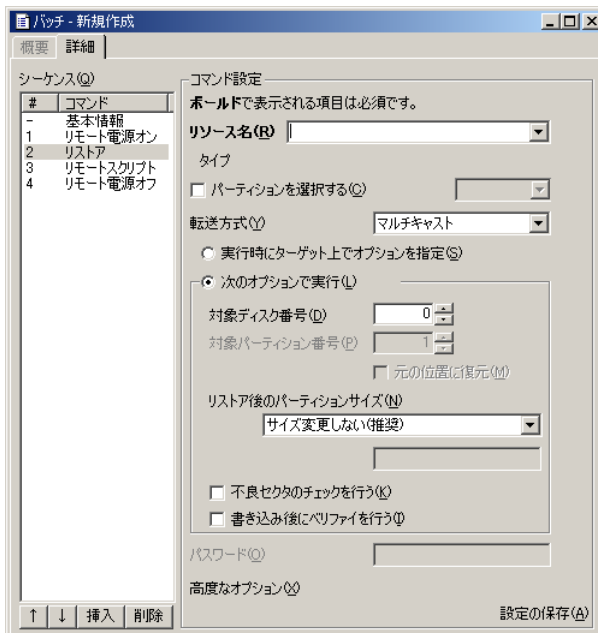 バッチ - 新規作成
概要 詳細
シーケンス(Q)
# コマンド
- 基本情報
1 リモート電源オン
2 リストア
3 リモートスクリプト
4 リモート電源オフ
↑ ↓ 挿入 削除
コマンド設定
ボールドで表示される項目は必須です。
リソース名(R)
タイプ
パーティションを選択する(C)
転送方式(Y) マルチキャスト
実行時にターゲット上でオプションを指定(S)
次のオプションで実行(L)
対象ディスク番号(D) 0
対象パーティション番号(P) 1
元の位置に復元(M)
リストア後のパーティションサイズ(N)
サイズ変更しない(推奨)
不良セクタのチェックを行う(K)
書き込み後にベリファイを行う(I)
パスワード(O)
高度なオプション(X)
設定の保存(A)